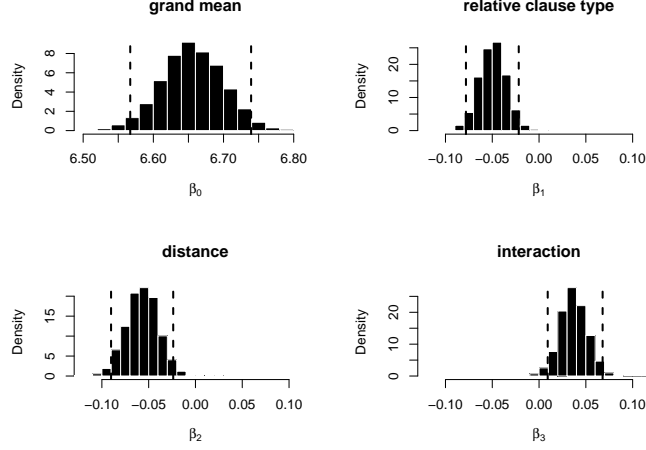 grand mean
Density
0 2 4 6 8
6.50 6.60 6.70 6.80
β0
relative clause type
Density
0 10 20
−0.10 −0.05 0.00 0.05 0.10
β1
distance
Density
0 5 15
−0.10 −0.05 0.00 0.05 0.10
β2
interaction
Density
0 10 20
−0.10 −0.05 0.00 0.05 0.10
β3